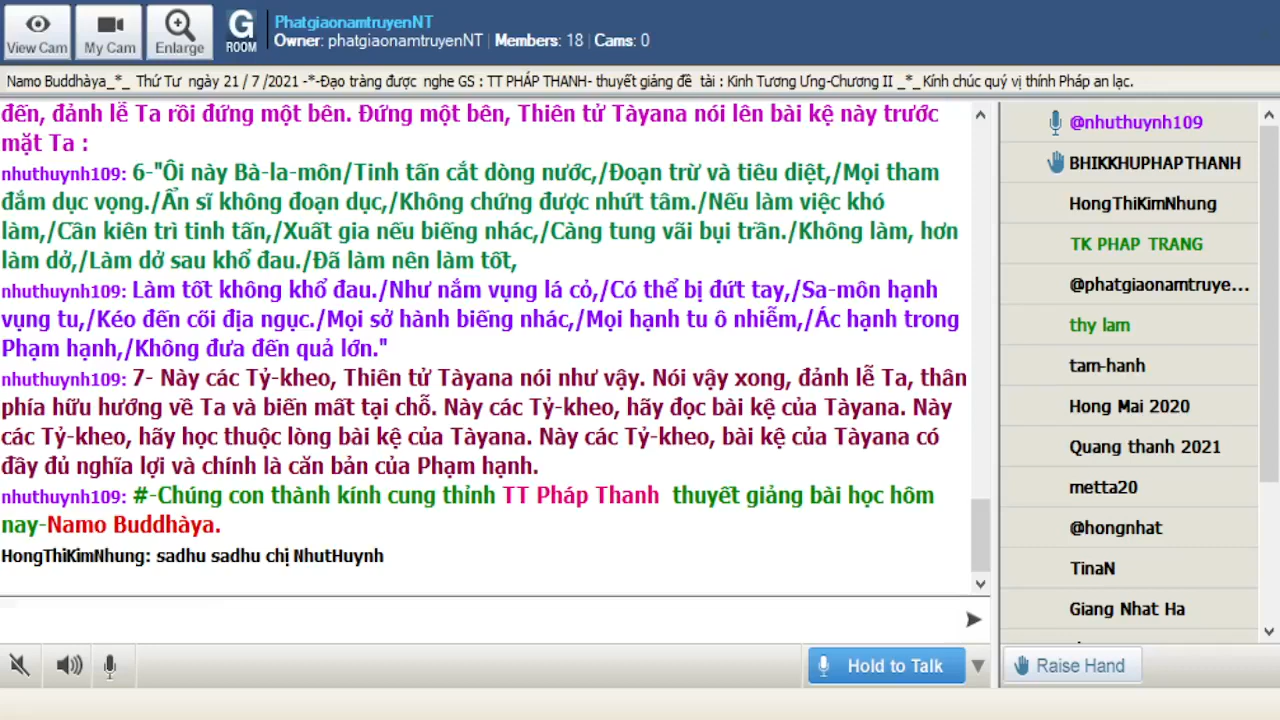 View Cam
My Cam
Enlarge
G
ROOM
PhatgiaonamtruyenNT
Owner: phatgiaonamtruyenNT | Members: 18 | Cams: 0
Namo Buddhàya_*_ Thứ Tư ngày 21 / 7 /2021 -*-Đạo tràng được nghe GS : TT PHÁP THANH- thuyết giảng đề tài : Kinh Tương Ưng-Chương II _*_Kính chúc quý vị thính Pháp an lạc.
đến, đảnh lễ Ta rồi đứng một bên. Đứng một bên, Thiên tử Tàyana nói lên bài kệ này trước
mặt Ta :
nhuthuynh109: 6-"Ôi này Bà-la-môn/Tinh tấn cắt dòng nước,/Đoạn trừ và tiêu diệt,/Mọi tham
đắm dục vọng./Ẩn sĩ không đoạn dục,/Không chứng được nhứt tâm./Nếu làm việc khó
làm,/Cần kiên trì tinh tấn,/Xuất gia nếu biếng nhác,/Càng tung vãi bụi trần./Không làm, hơn
làm dở,/Làm dở sau khổ đau./Đã làm nên làm tốt,
nhuthuynh109: Làm tốt không khổ đau./Như nắm vụng lá cỏ,/Có thể bị đứt tay,/Sa-môn hạnh
vụng tu,/Kéo đến cõi địa ngục./Mọi sở hành biếng nhác,/Mọi hạnh tu ô nhiễm,/Ác hạnh trong
Phạm hạnh,/Không đưa đến quả lớn."
nhuthuynh109: 7- Này các Tỷ-kheo, Thiên tử Tàyana nói như vậy. Nói vậy xong, đảnh lễ Ta, thân
phía hữu hướng về Ta và biến mất tại chỗ. Này các Tỷ-kheo, hãy đọc bài kệ của Tàyana. Này
các Tỷ-kheo, hãy học thuộc lòng bài kệ của Tàyana. Này các Tỷ-kheo, bài kệ của Tàyana có
đầy đủ nghĩa lợi và chính là căn bản của Phạm hạnh.
nhuthuynh109: #-Chúng con thành kính cung thỉnh TT Pháp Thanh thuyết giảng bài học hôm
nay-Namo Buddhàya.
HongThiKimNhung: sadhu sadhu chị NhutHuynh
@nhuthuynh109
BHIKKHUPHAPTHANH
HongThiKimNhung
TK PHAP TRANG
@phatgiaonamtruye...
thy lam
tam-hanh
Hong Mai 2020
Quang thanh 2021
metta20
@hongnhat
TinaN
Giang Nhat Ha
Hold to Talk
Raise Hand